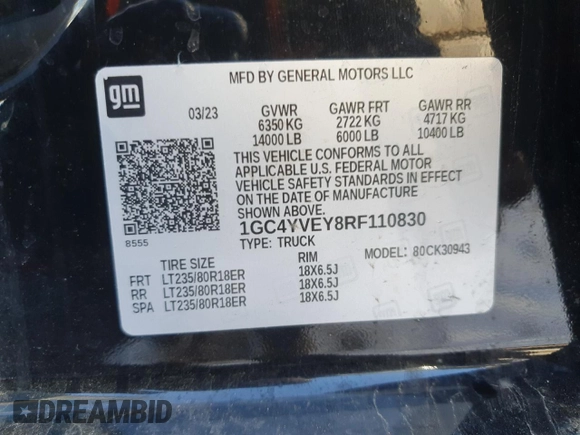 gm
MFD BY GENERAL MOTORS LLC
03/23 GVWR GAWR FRT GAWR RR
6350 KG 2722 KG 4717 KG
14000 LB 6000 LB 10400 LB
THIS VEHICLE CONFORMS TO ALL
APPLICABLE U.S. FEDERAL MOTOR
VEHICLE SAFETY STANDARDS IN EFFECT
ON THE DATE OF MANUFACTURE
SHOWN ABOVE.
8555
1GC4YVEY8RF110830
TYPE: TRUCK MODEL: 80CK30943
TIRE SIZE RIM
FRT LT235/80R18ER 18X6.5J
RR LT235/80R18ER 18X6.5J
SPA LT235/80R18ER 18X6.5J
DREAMBID